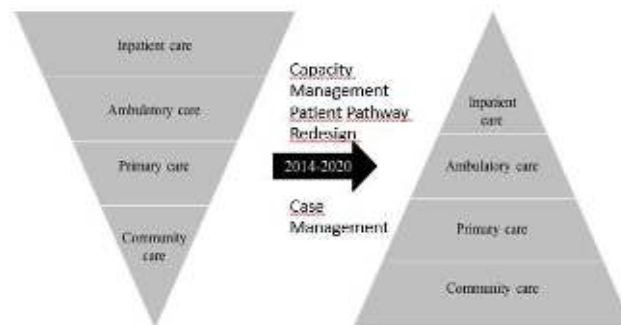 Inpatient care
Ambulatory care
Primary care
Community
care
Capacity
Management
Patient Pathway
Redesign
2014-2020
Case
Management
Inpatient
care
Ambulatory care
Primary care
Community care